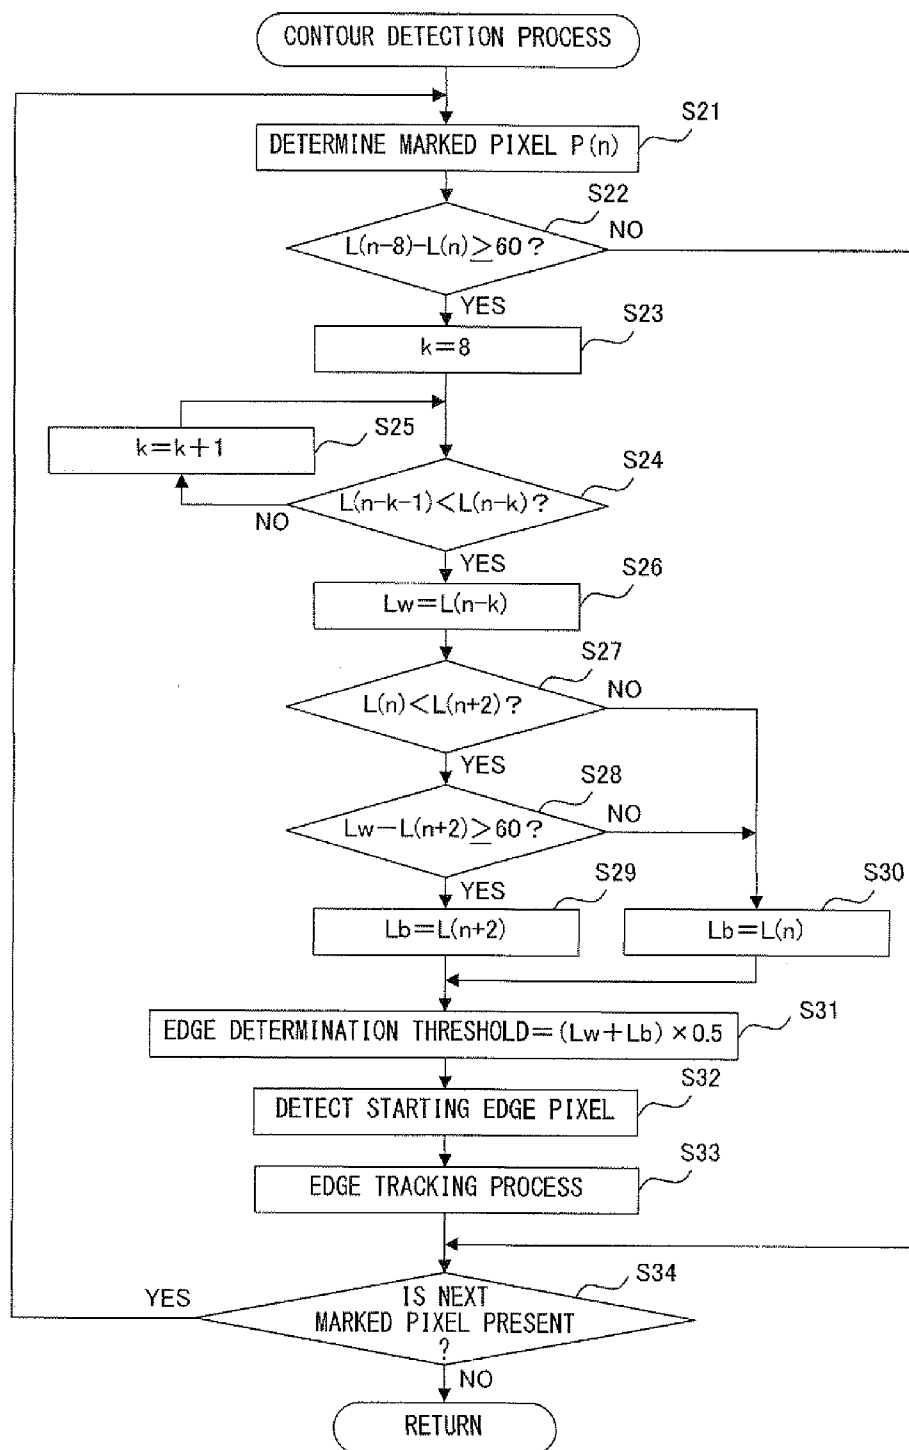 CONTOUR DETECTION PROCESS
S21
DETERMINE MARKED PIXEL P(n)
S22
L(n-8)-L(n)≧60?
NO
YES
S23
k=8
S25
k=k+1
S24
L(n-k-1)<L(n-k)?
NO
YES
S26
Lw=L(n-k)
S27
L(n)<L(n+2)?
NO
YES
S28
Lw-L(n+2)≧60?
NO
YES
S29
Lb=L(n+2)
S30
Lb=L(n)
S31
EDGE DETERMINATION THRESHOLD=(Lw+Lb)×0.5
S32
DETECT STARTING EDGE PIXEL
S33
EDGE TRACKING PROCESS
S34
YES
IS NEXT
MARKED PIXEL PRESENT
?
NO
RETURN